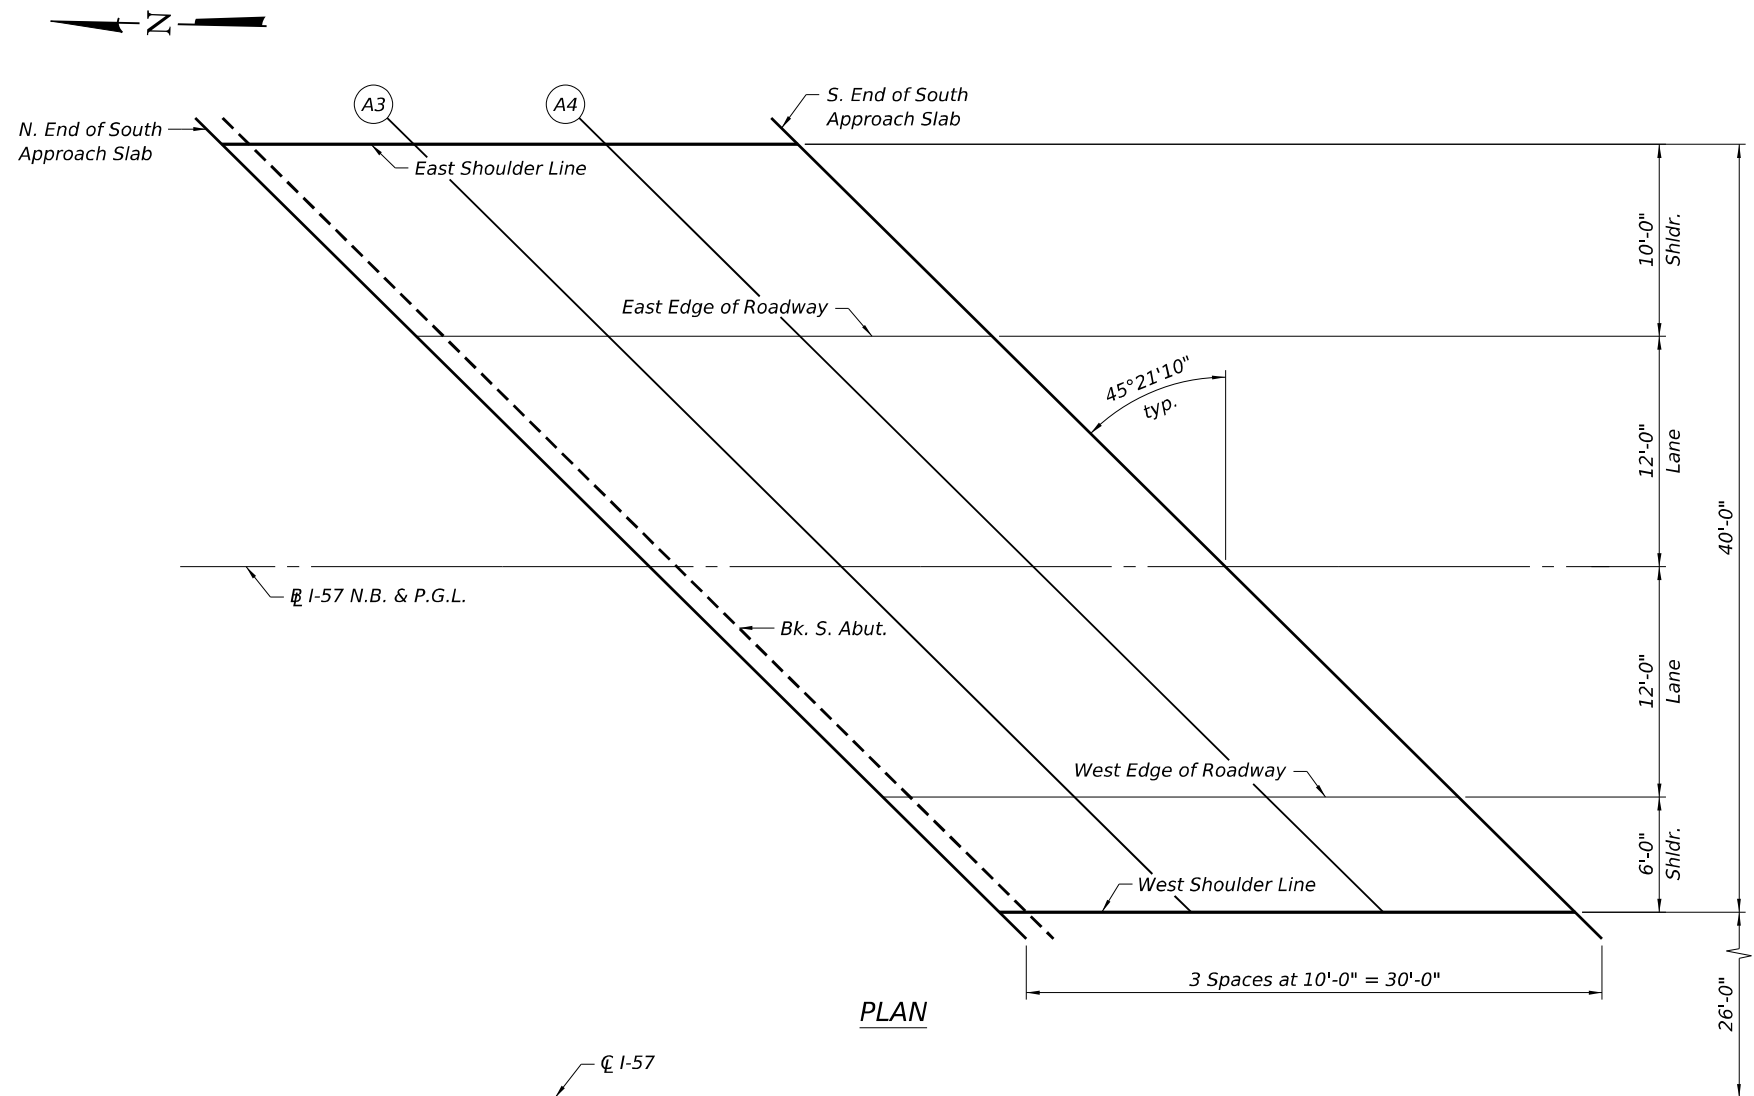 N
A3
A4
S. End of South
Approach Slab
N. End of South
Approach Slab
East Shoulder Line
10'-0"
Shldr.
East Edge of Roadway
45°21'10"
typ.
12'-0"
Lane
40'-0"
℄ I-57 N.B. & P.G.L.
Bk. S. Abut.
12'-0"
Lane
West Edge of Roadway
6'-0"
Shldr.
West Shoulder Line
3 Spaces at 10'-0" = 30'-0"
26'-0"
PLAN
℄ I-57